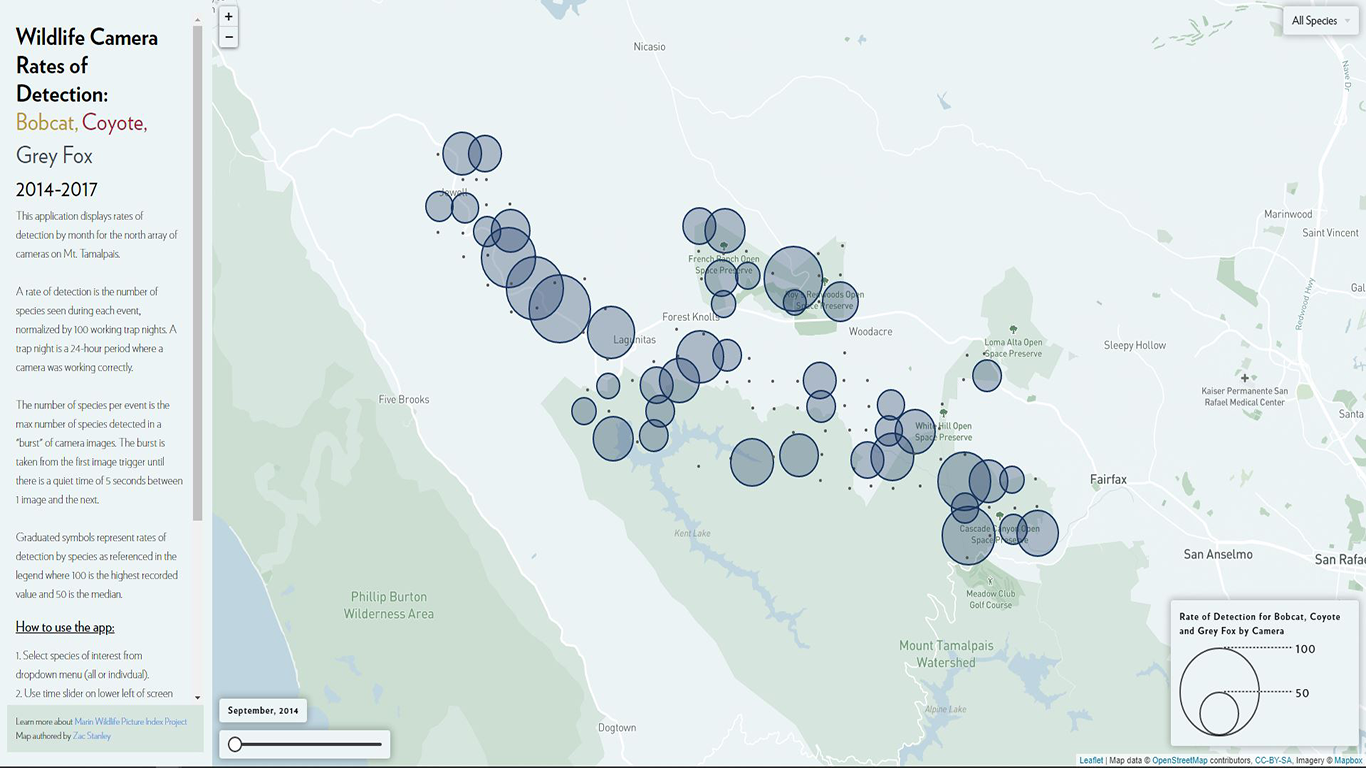 Wildlife Camera
Rates of
Detection:
Bobcat, Coyote,
Grey Fox
2014-2017
This application displays rates of
detection by month for the north array of
cameras on Mt. Tamalpais.
A rate of detection is the number of
species seen during each event,
normalized by 100 working trap nights. A
trap night is a 24-hour period where a
camera was working correctly.
The number of species per event is the
max number of species detected in a
"burst" of camera images. The burst is
taken from the first image trigger until
there is a quiet time of 5 seconds between
1 image and the next.
Graduated symbols represent rates of
detection by species as referenced in the
legend where 100 is the highest recorded
value and 50 is the median.
How to use the app:
1. Select species of interest from
dropdown menu (all or indivdual).
2. Use time slider on lower left of screen
Learn more about Marin Wildlife Picture Index Project
Map authored by Zac Stanley
+
−
All Species
Nicasio
Nave Dr
Jewell
Marinwood
Saint Vincent
French Ranch Open
Space Preserve
Roy's Redwoods Open
Space Preserve
Gal
Redwood Hwy
Forest Knolls
Lagunitas
Woodacre
Loma Alta Open
Space Preserve
Sleepy Hollow
Kaiser Permanente San
Rafael Medical Center
Five Brooks
Santa
White Hill Open
Space Preserve
Fairfax
Kent Lake
Cascade Canyon Open
Space Preserve
San Anselmo
San Rafae
Meadow Club
Golf Course
Phillip Burton
Wilderness Area
Mount Tamalpais
Watershed
Alpine Lake
Dogtown
September, 2014
Rate of Detection for Bobcat, Coyote
and Grey Fox by Camera
100
50
Leaflet | Map data © OpenStreetMap contributors, CC-BY-SA, Imagery © Mapbox